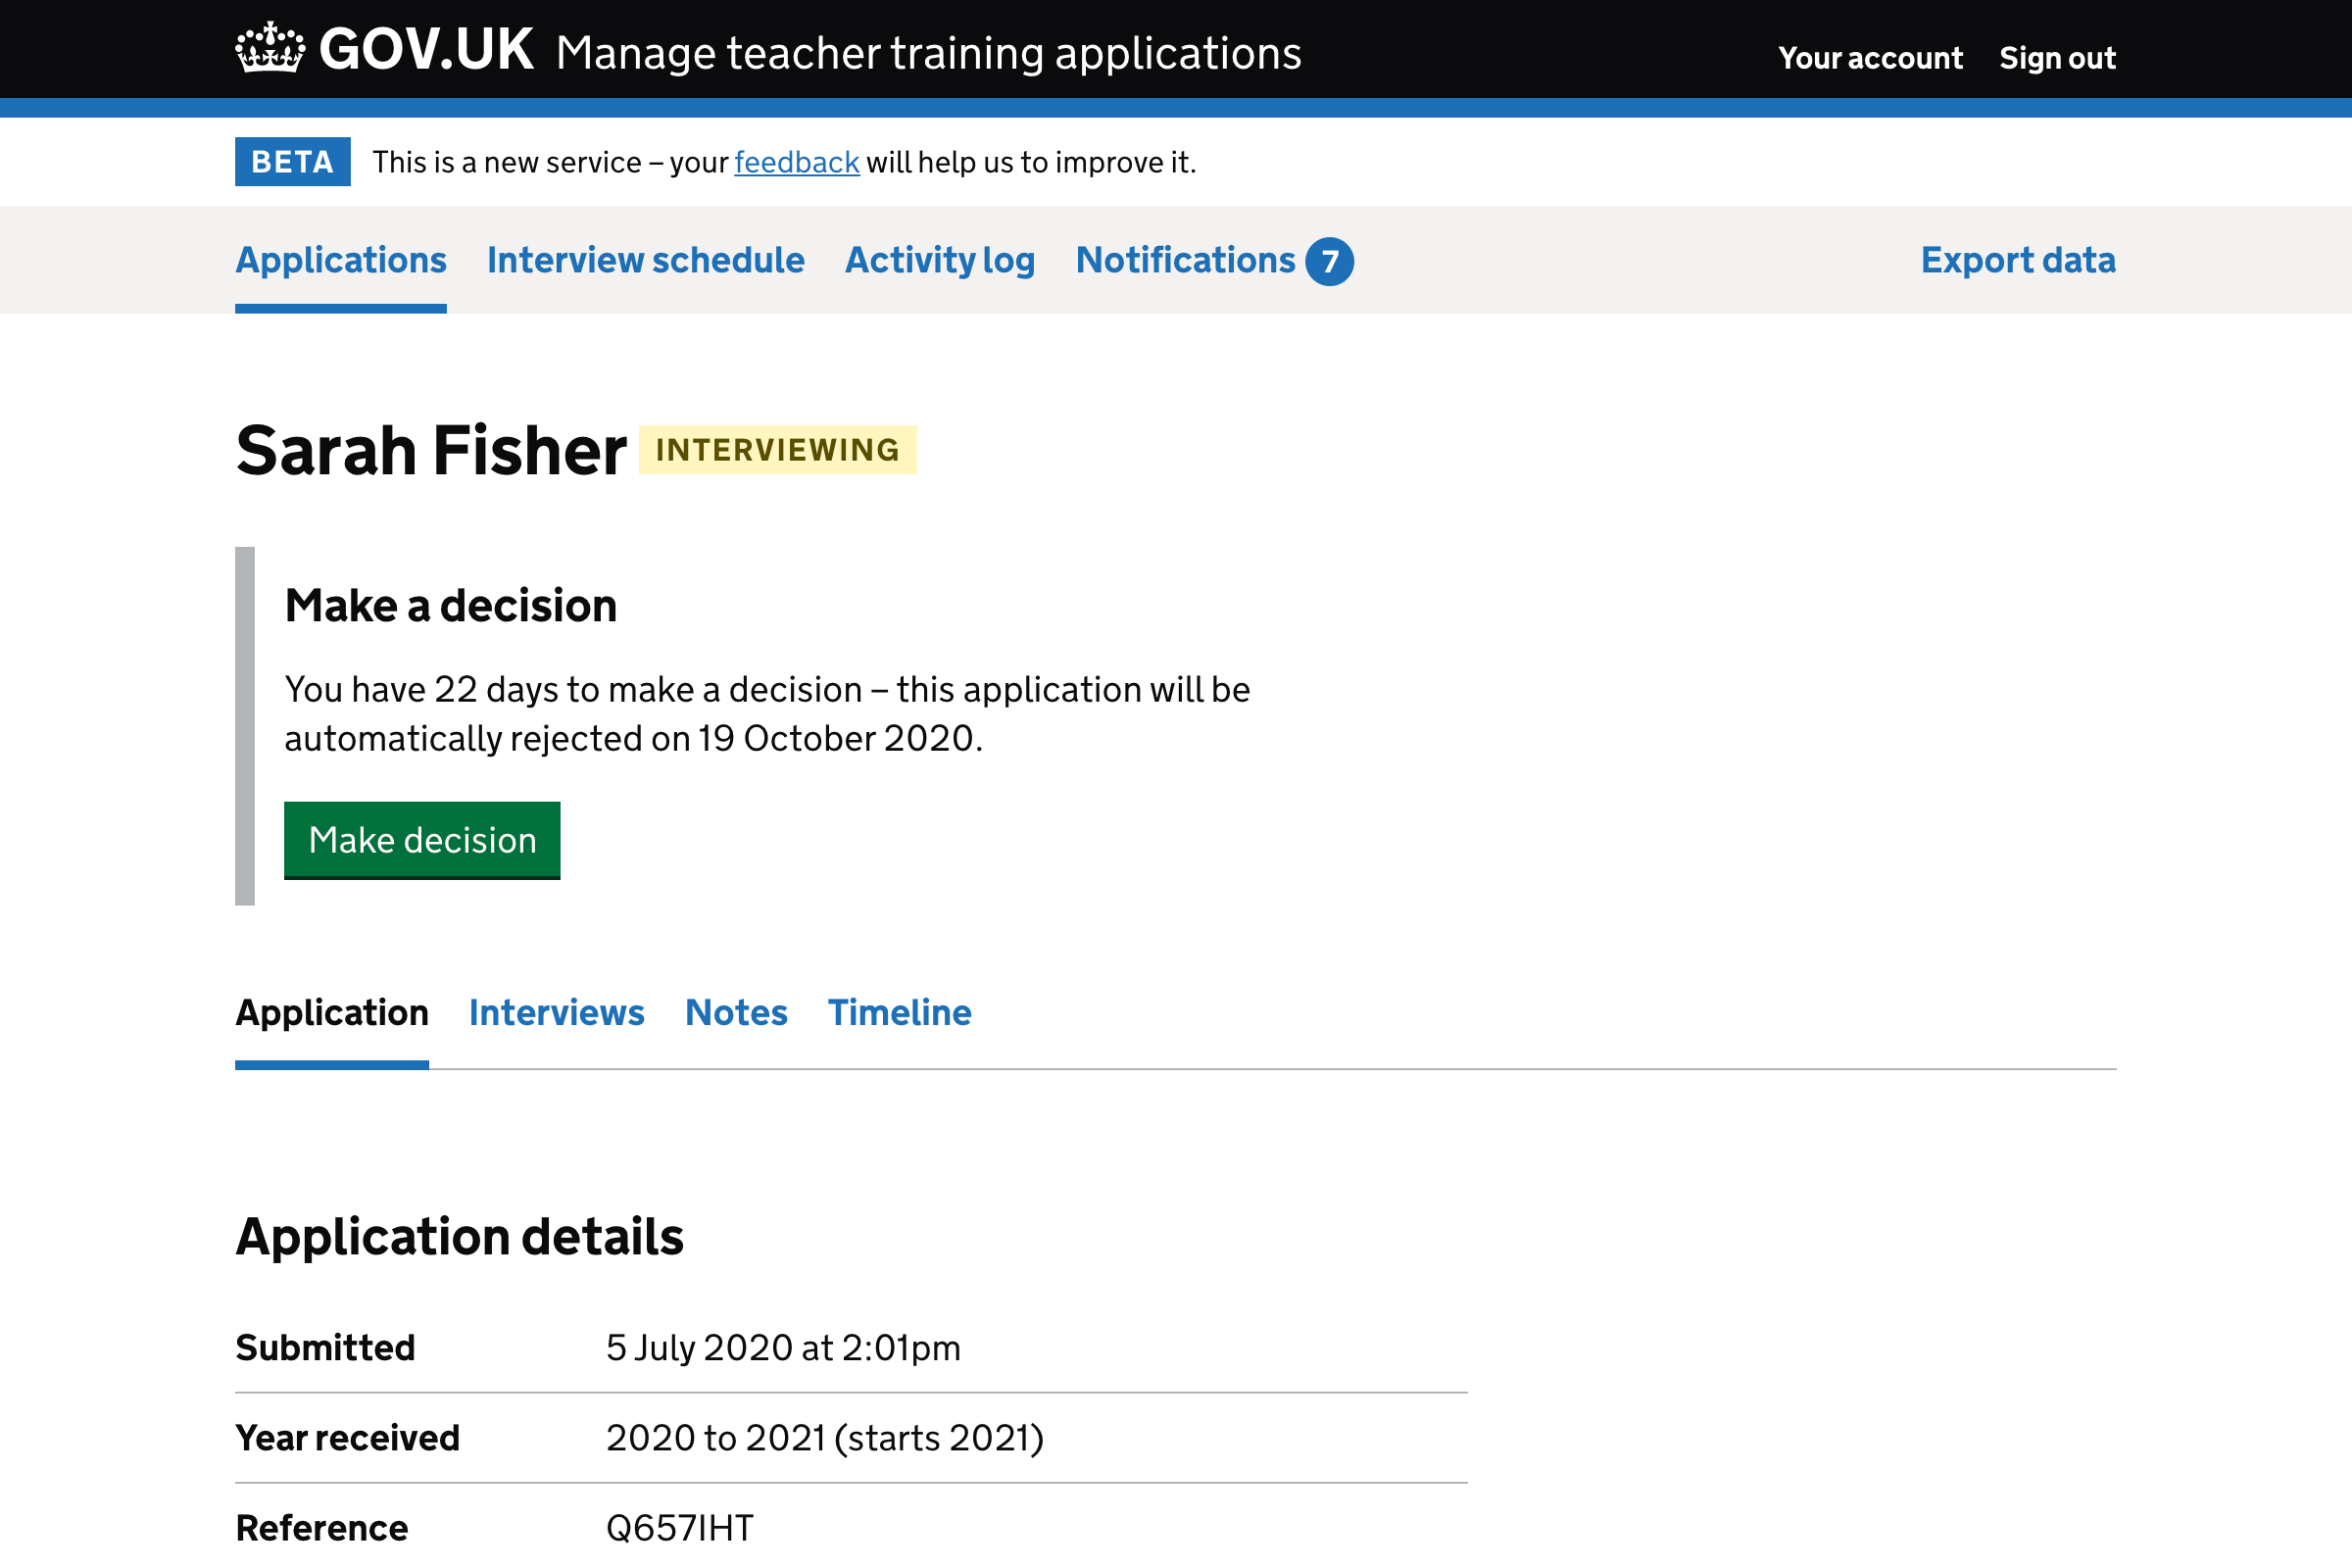 GOV.UK Manage teacher training applications Your account Sign out
BETA This is a new service – your feedback will help us to improve it.
Applications Interview schedule Activity log Notifications 7 Export data
Sarah Fisher INTERVIEWING
Make a decision
You have 22 days to make a decision – this application will be
automatically rejected on 19 October 2020.
Make decision
Application Interviews Notes Timeline
Application details
Submitted 5 July 2020 at 2:01pm
Year received 2020 to 2021 (starts 2021)
Reference Q657IHT